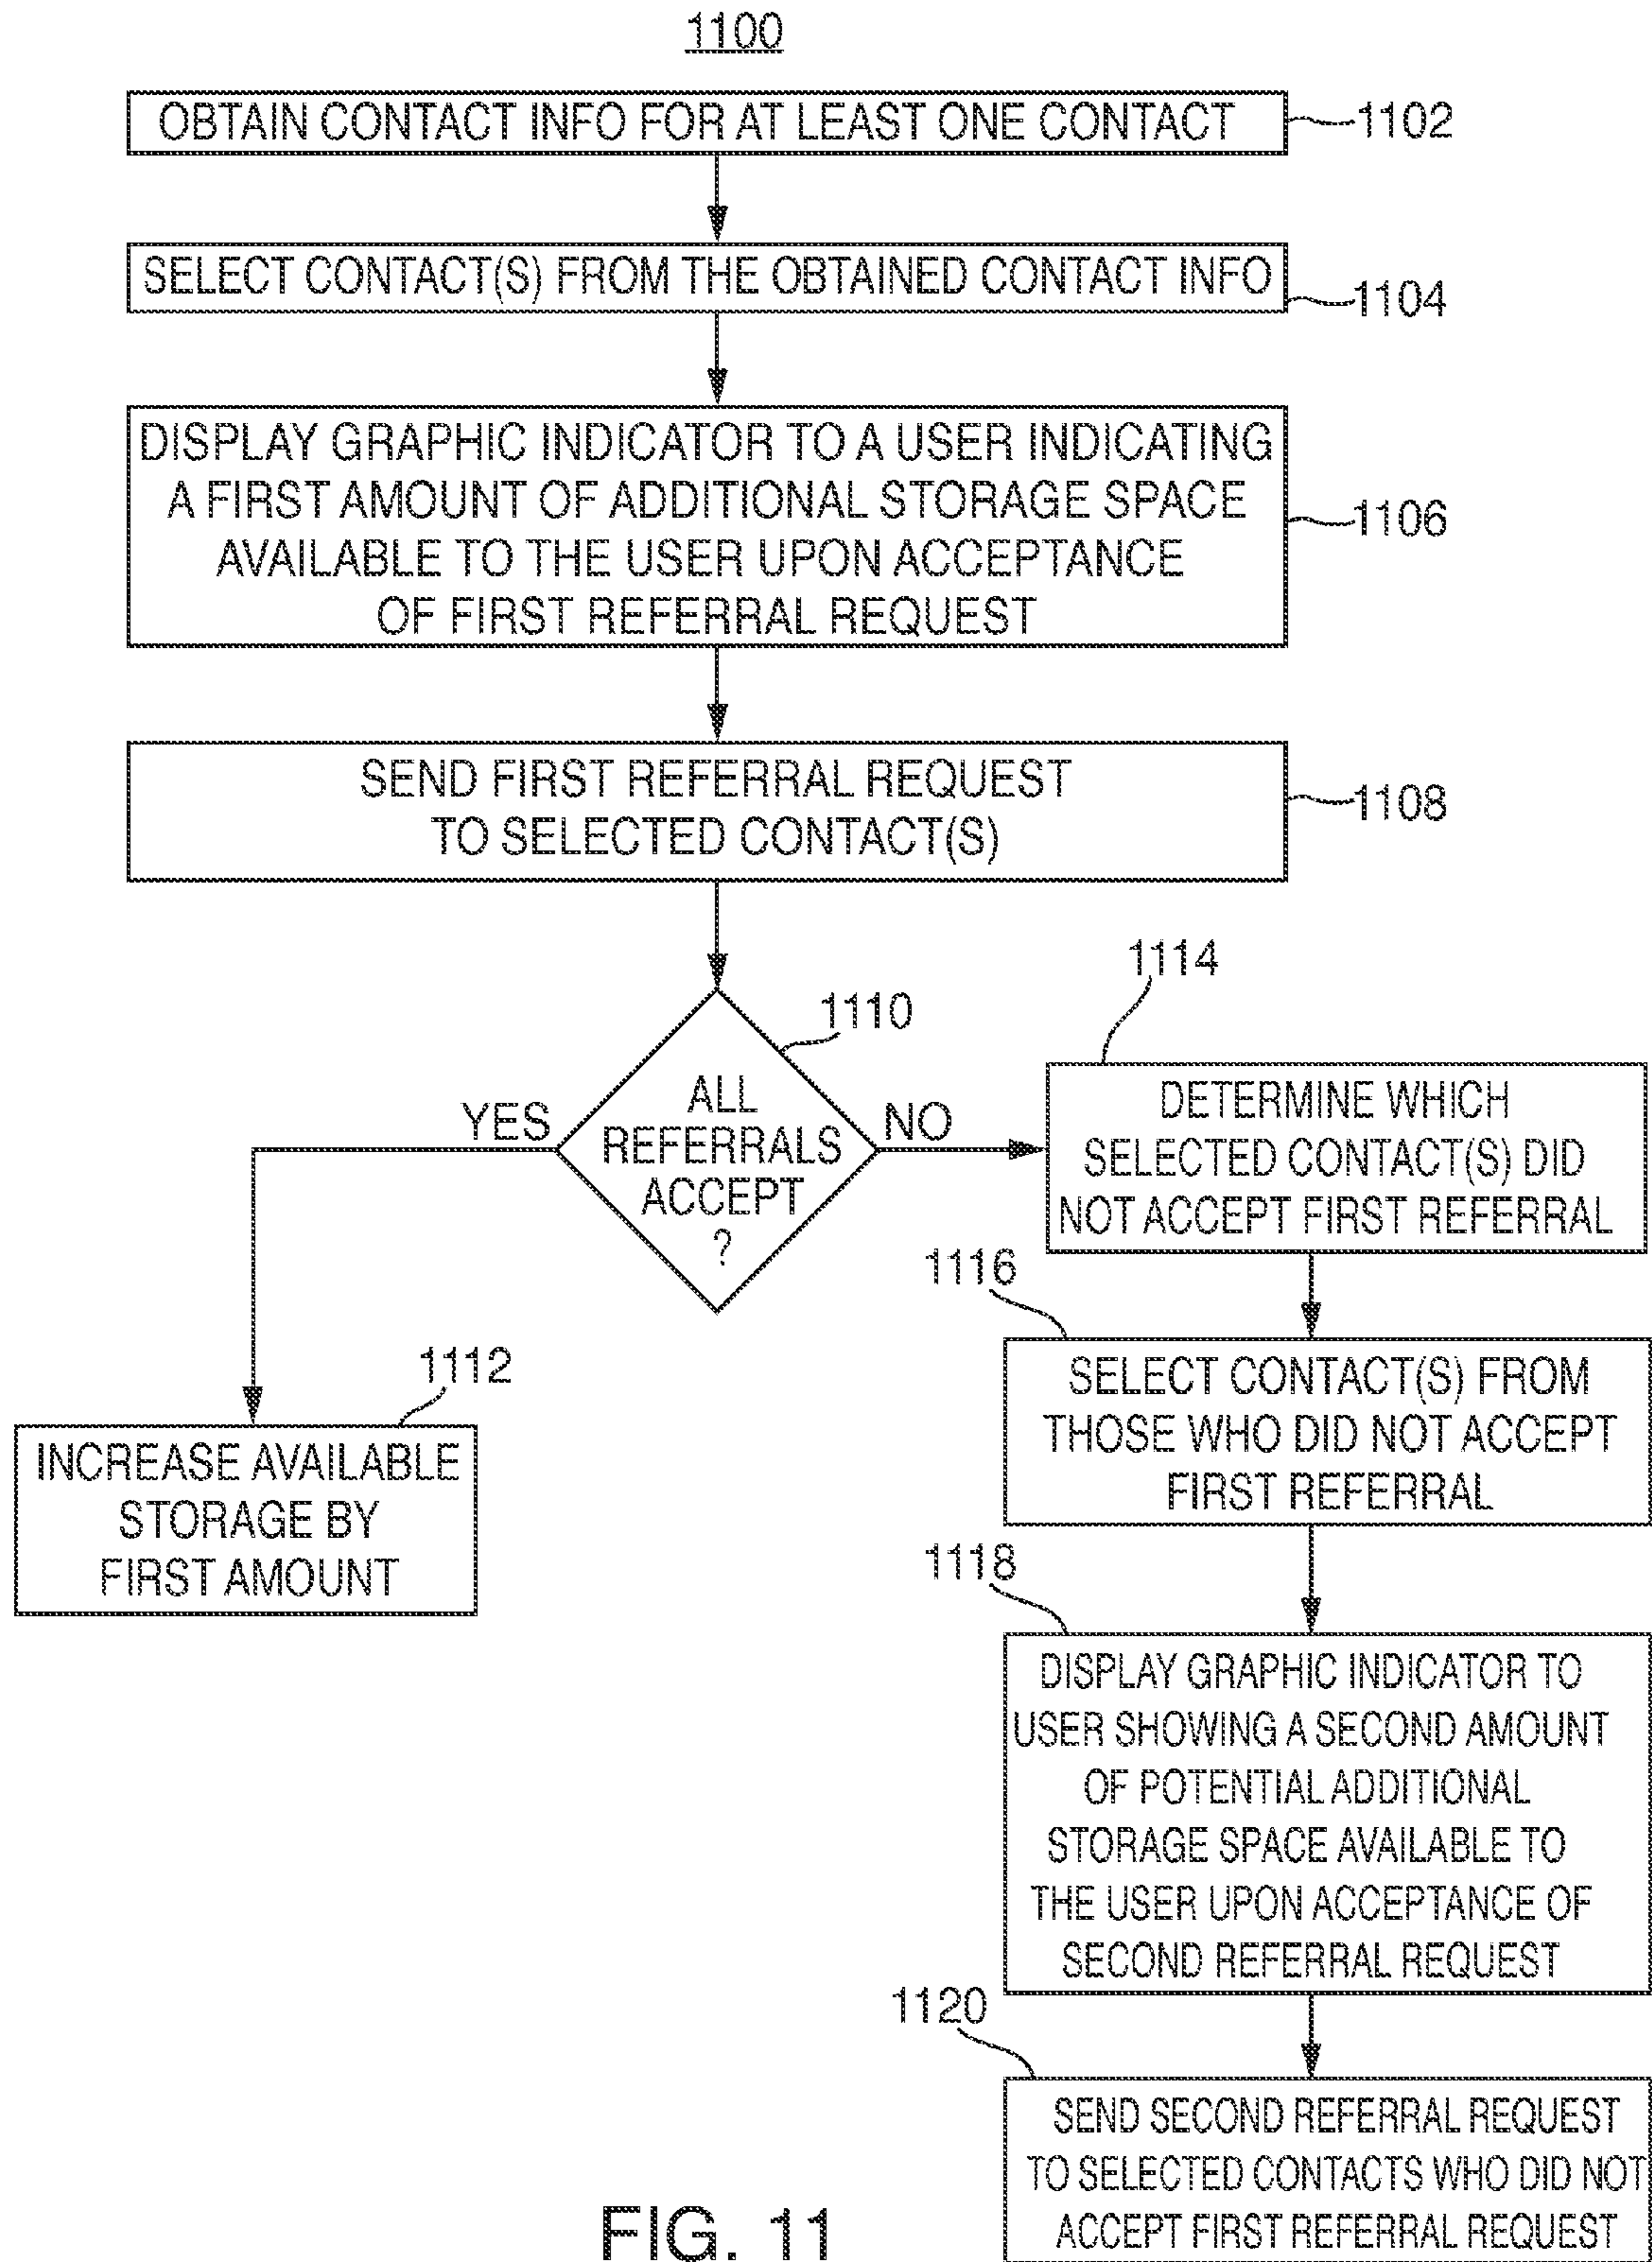 1100
OBTAIN CONTACT INFO FOR AT LEAST ONE CONTACT
1102
SELECT CONTACT(S) FROM THE OBTAINED CONTACT INFO
1104
DISPLAY GRAPHIC INDICATOR TO A USER INDICATING
A FIRST AMOUNT OF ADDITIONAL STORAGE SPACE
AVAILABLE TO THE USER UPON ACCEPTANCE
OF FIRST REFERRAL REQUEST
1106
SEND FIRST REFERRAL REQUEST
TO SELECTED CONTACT(S)
1108
1110
ALL
REFERRALS
ACCEPT
?
YES
NO
1112
INCREASE AVAILABLE
STORAGE BY
FIRST AMOUNT
1114
DETERMINE WHICH
SELECTED CONTACT(S) DID
NOT ACCEPT FIRST REFERRAL
1116
SELECT CONTACT(S) FROM
THOSE WHO DID NOT ACCEPT
FIRST REFERRAL
1118
DISPLAY GRAPHIC INDICATOR TO
USER SHOWING A SECOND AMOUNT
OF POTENTIAL ADDITIONAL
STORAGE SPACE AVAILABLE TO
THE USER UPON ACCEPTANCE OF
SECOND REFERRAL REQUEST
1120
SEND SECOND REFERRAL REQUEST
TO SELECTED CONTACTS WHO DID NOT
ACCEPT FIRST REFERRAL REQUEST
FIG. 11